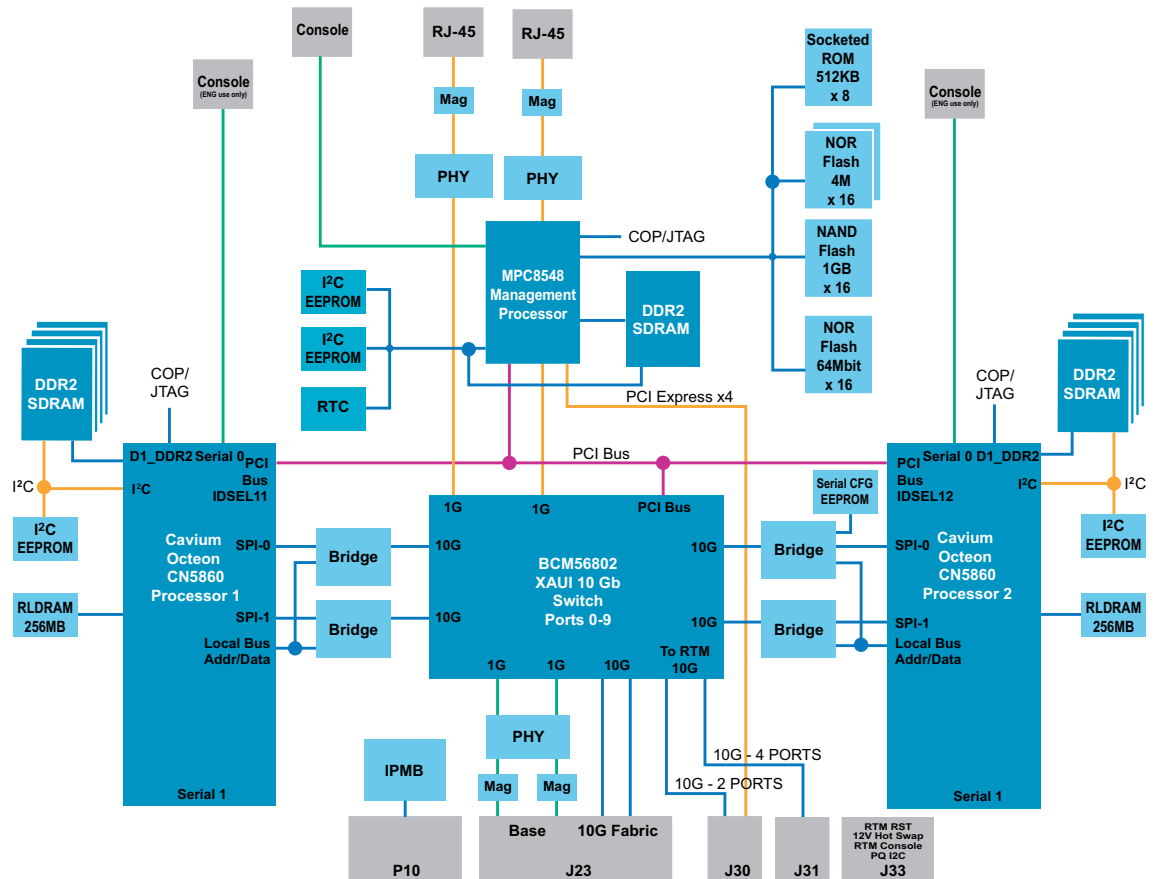 Console
RJ-45
RJ-45
Socketed
ROM
512KB
x 8
Console
(ENG use only)
Console
(ENG use only)
Mag
Mag
NOR
Flash
4M
x 16
PHY
PHY
COP/JTAG
NAND
Flash
1GB
x 16
MPC8548
Management
Processor
I²C
EEPROM
DDR2
SDRAM
I²C
EEPROM
NOR
Flash
64Mbit
x 16
RTC
PCI Express x4
DDR2
SDRAM
COP/
JTAG
COP/
JTAG
DDR2
SDRAM
PCI Bus
D1_DDR2
Serial 0
PCI
Bus
IDSEL11
I²C
I²C
I²C
EEPROM
Cavium
Octeon
CN5860
Processor 1
SPI-0
SPI-1
Local Bus
Addr/Data
Serial 1
RLDRAM
256MB
Bridge
Bridge
1G
1G
PCI Bus
10G
10G
BCM56802
XAUI 10 Gb
Switch
Ports 0-9
10G
10G
1G
1G
10G
To RTM
10G
Serial CFG
EEPROM
Bridge
Bridge
Serial 0
D1_DDR2
PCI
Bus
IDSEL12
I²C
I²C
I²C
EEPROM
Cavium
Octeon
CN5860
Processor 2
SPI-0
SPI-1
Local Bus
Addr/Data
Serial 1
RLDRAM
256MB
PHY
Mag
Mag
IPMB
10G - 4 PORTS
10G - 2 PORTS
P10
Base
10G Fabric
J23
J30
J31
RTM RST
12V Hot Swap
RTM Console
PQ I2C
J33